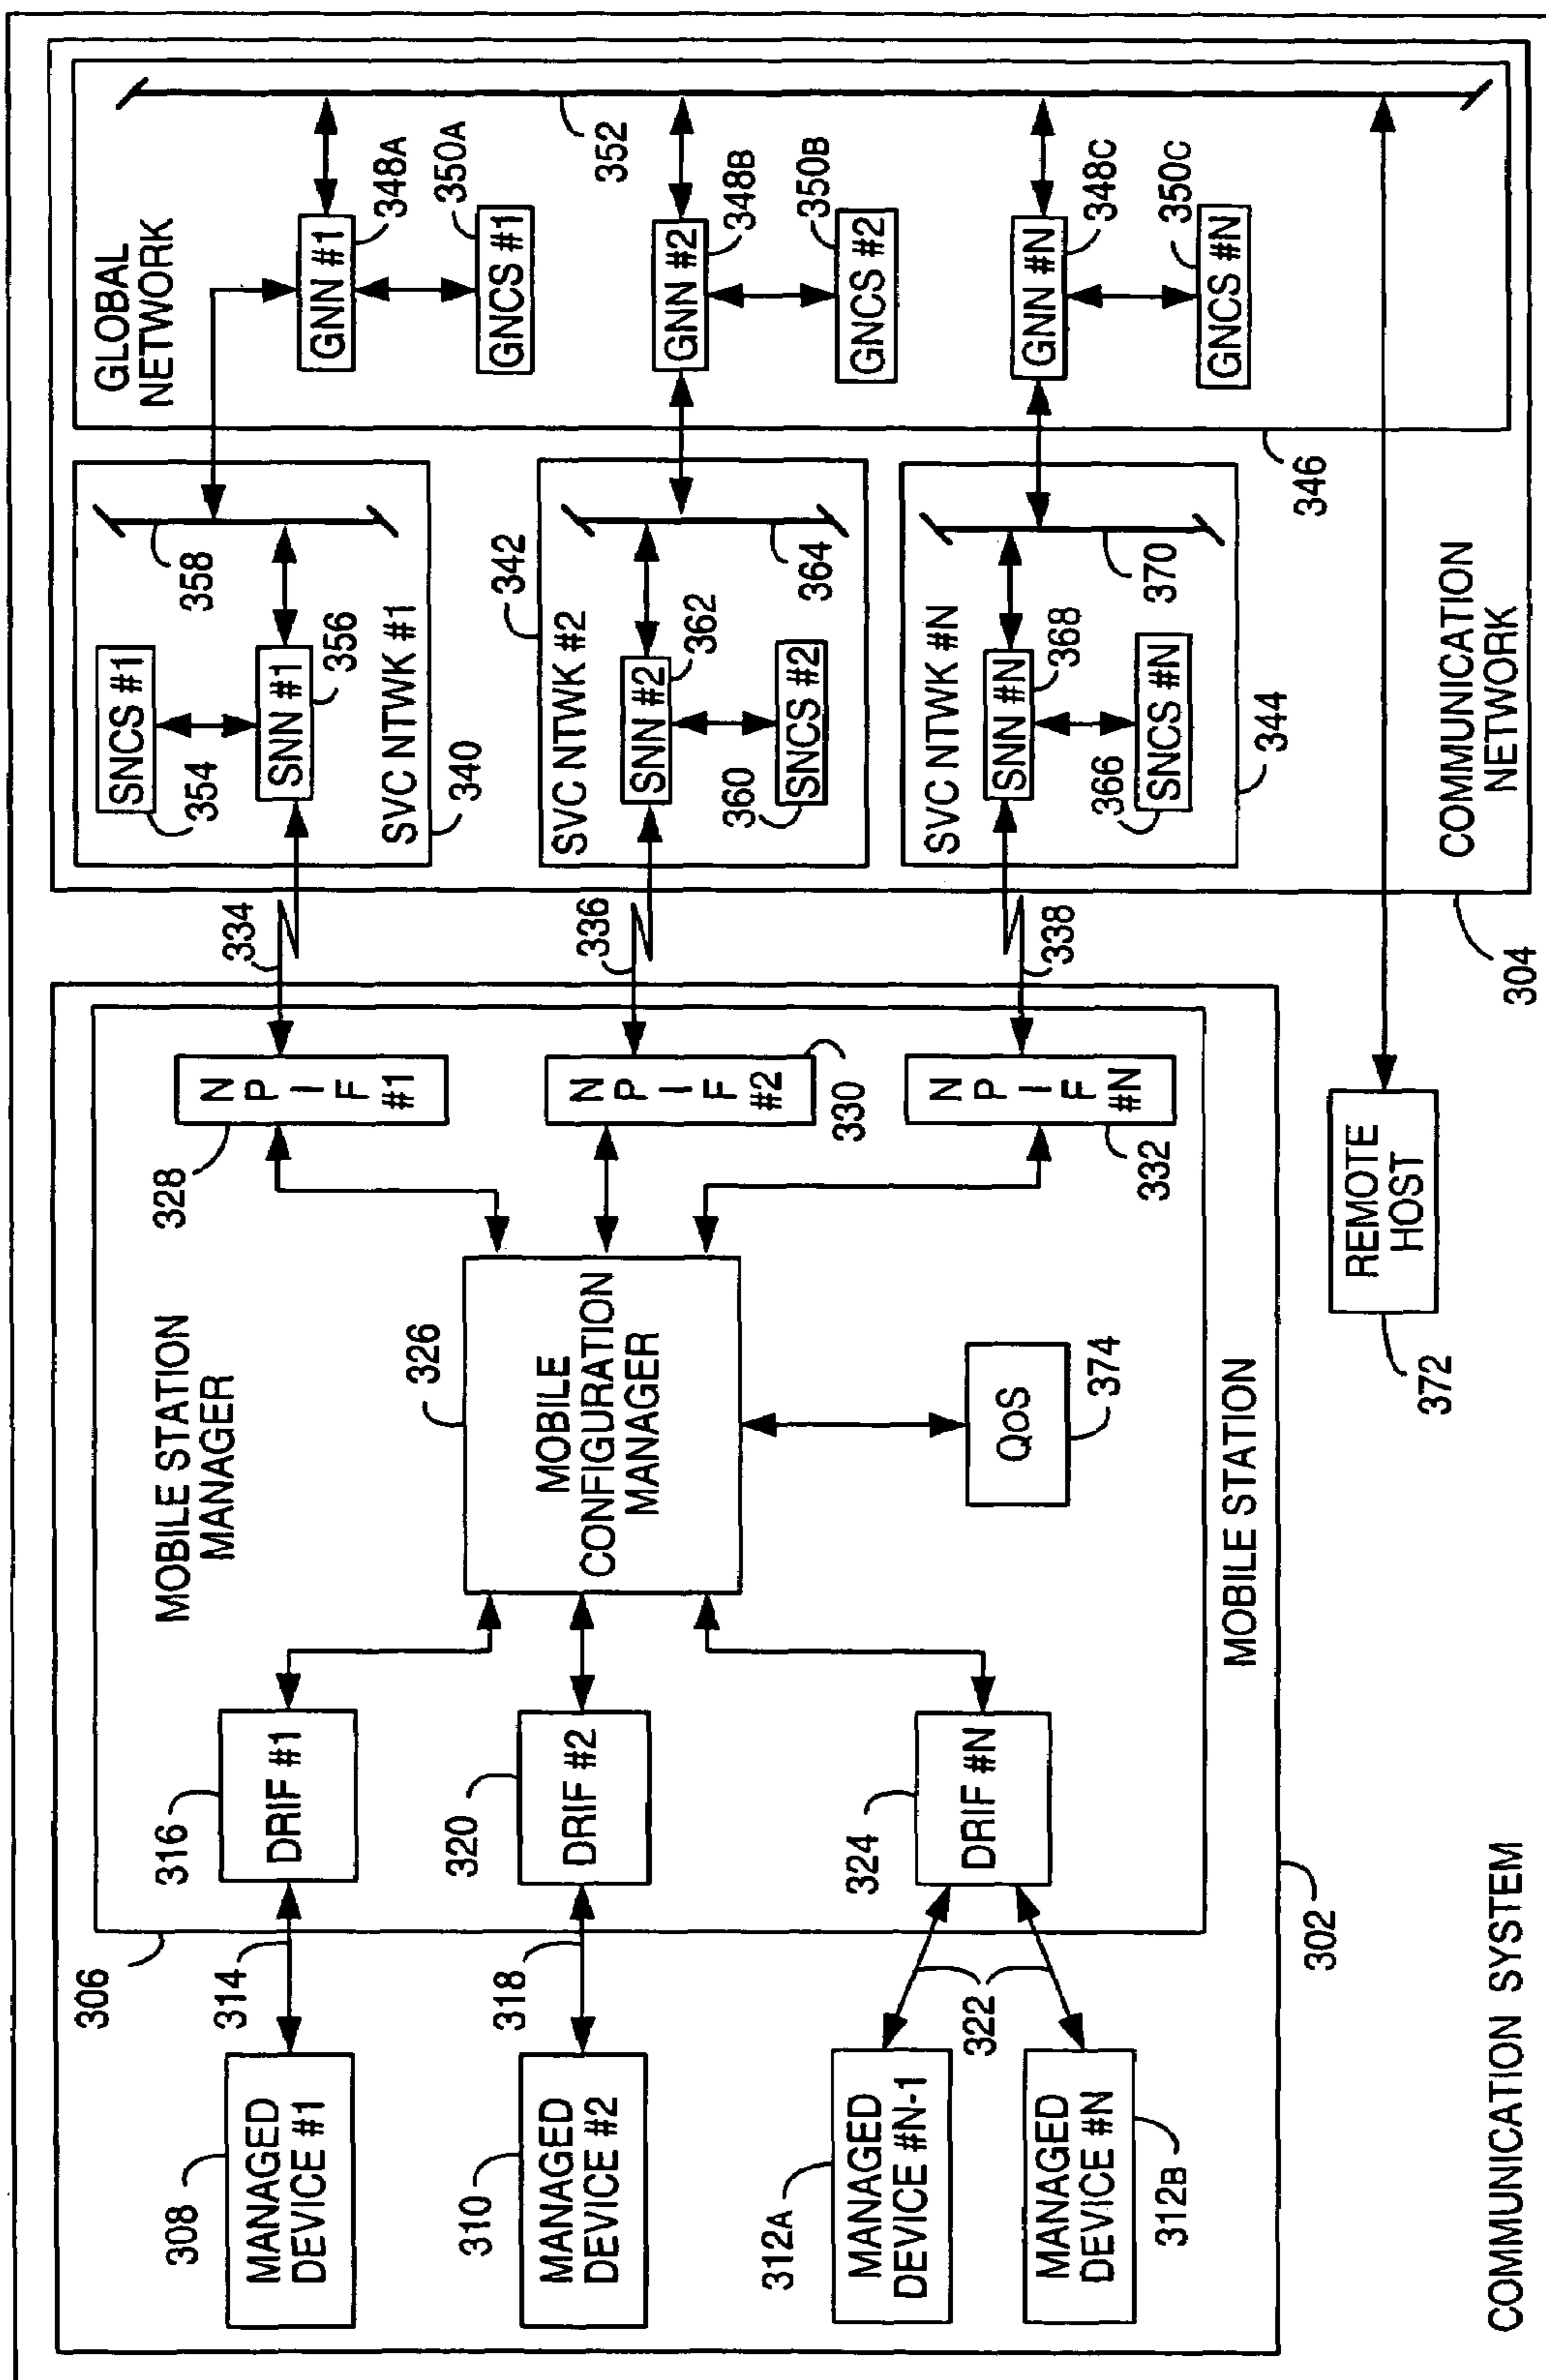 306
308
MANAGED
DEVICE #1
314
316
DRIF #1
310
MANAGED
DEVICE #2
318
320
DRIF #2
312A
MANAGED
DEVICE #N-1
322
MANAGED
DEVICE #N
312B
324
DRIF #N
MOBILE STATION
MANAGER
326
MOBILE
CONFIGURATION
MANAGER
QoS
374
328
N
P
I
F
#1
N
P
I
F
#2
330
N
P
I
F
#N
332
MOBILE STATION
302
334
336
338
SNCS #1
354
SNN #1
356
358
SVC NTWK #1
340
342
SVC NTWK #2
SNN #2
362
364
360
SNCS #2
SVC NTWK #N
SNN #N
368
370
366
SNCS #N
344
GLOBAL
NETWORK
GNN #1
348A
GNCS #1
350A
352
GNN #2
348B
GNCS #2
350B
GNN #N
348C
GNCS #N
350C
346
COMMUNICATION
NETWORK
304
REMOTE
HOST
372
COMMUNICATION SYSTEM